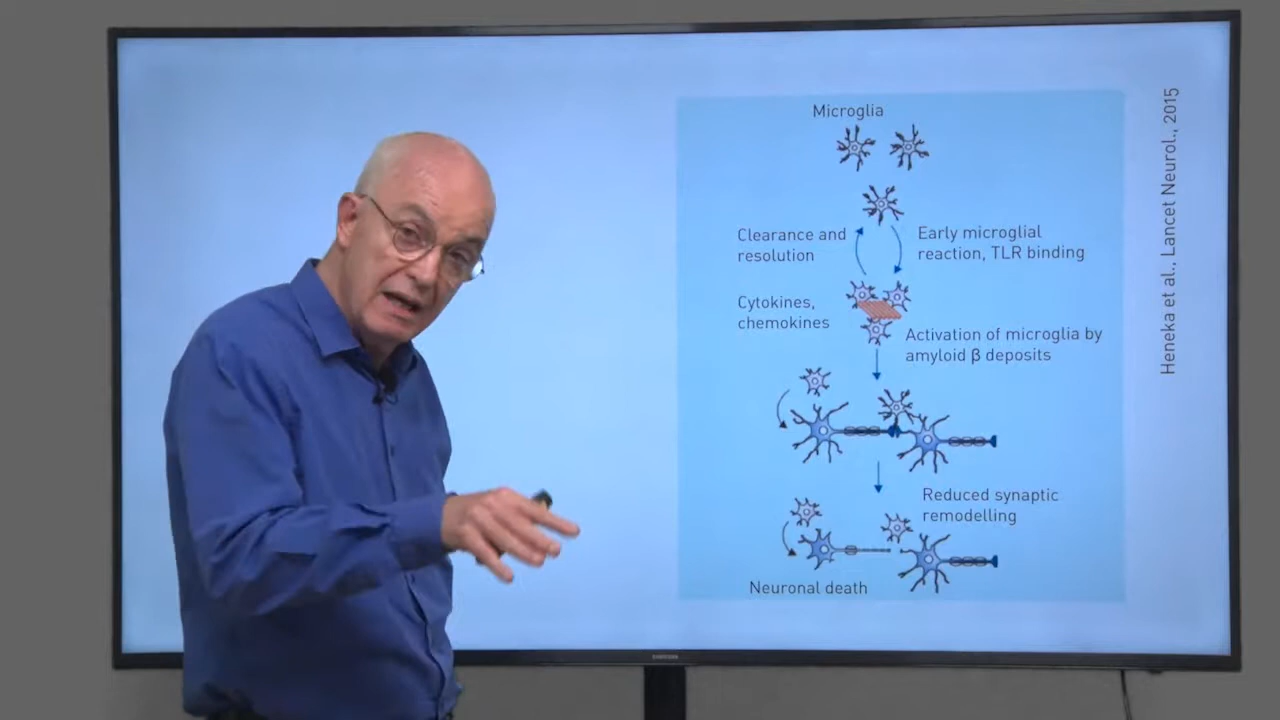 Microglia
Clearance and
resolution
Early microglial
reaction, TLR binding
Cytokines,
chemokines
Activation of microglia by
amyloid β deposits
Reduced synaptic
remodelling
Neuronal death
Heneka et al., Lancet Neurol., 2015
SAMSUNG